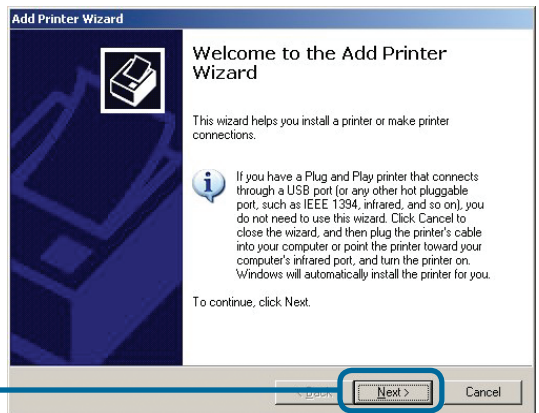 Add Printer Wizard
Welcome to the Add Printer
Wizard
This wizard helps you install a printer or make printer
connections.
If you have a Plug and Play printer that connects
through a USB port (or any other hot pluggable
port, such as IEEE 1394, infrared, and so on), you
do not need to use this wizard. Click Cancel to
close the wizard, and then plug the printer's cable
into your computer or point the printer toward your
computer's infrared port, and turn the printer on.
Windows will automatically install the printer for you.
To continue, click Next.
< Back Next > Cancel